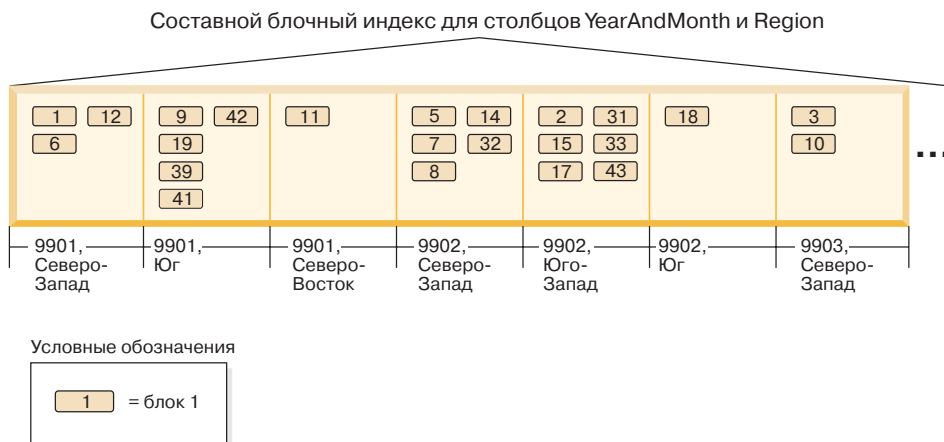 Составной блочный индекс для столбцов YearAndMonth и Region
1 12 9 42 11 5 14 2 31 18 3
6 19 7 32 15 33 10
39 8 17 43
41
...
9901, 9901, 9901, 9902, 9902, 9902, 9903,
Северо- Юг Северо- Северо- Юго- Юг Северо-
Запад Восток Запад Запад Запад
Условные обозначения
1 = блок 1